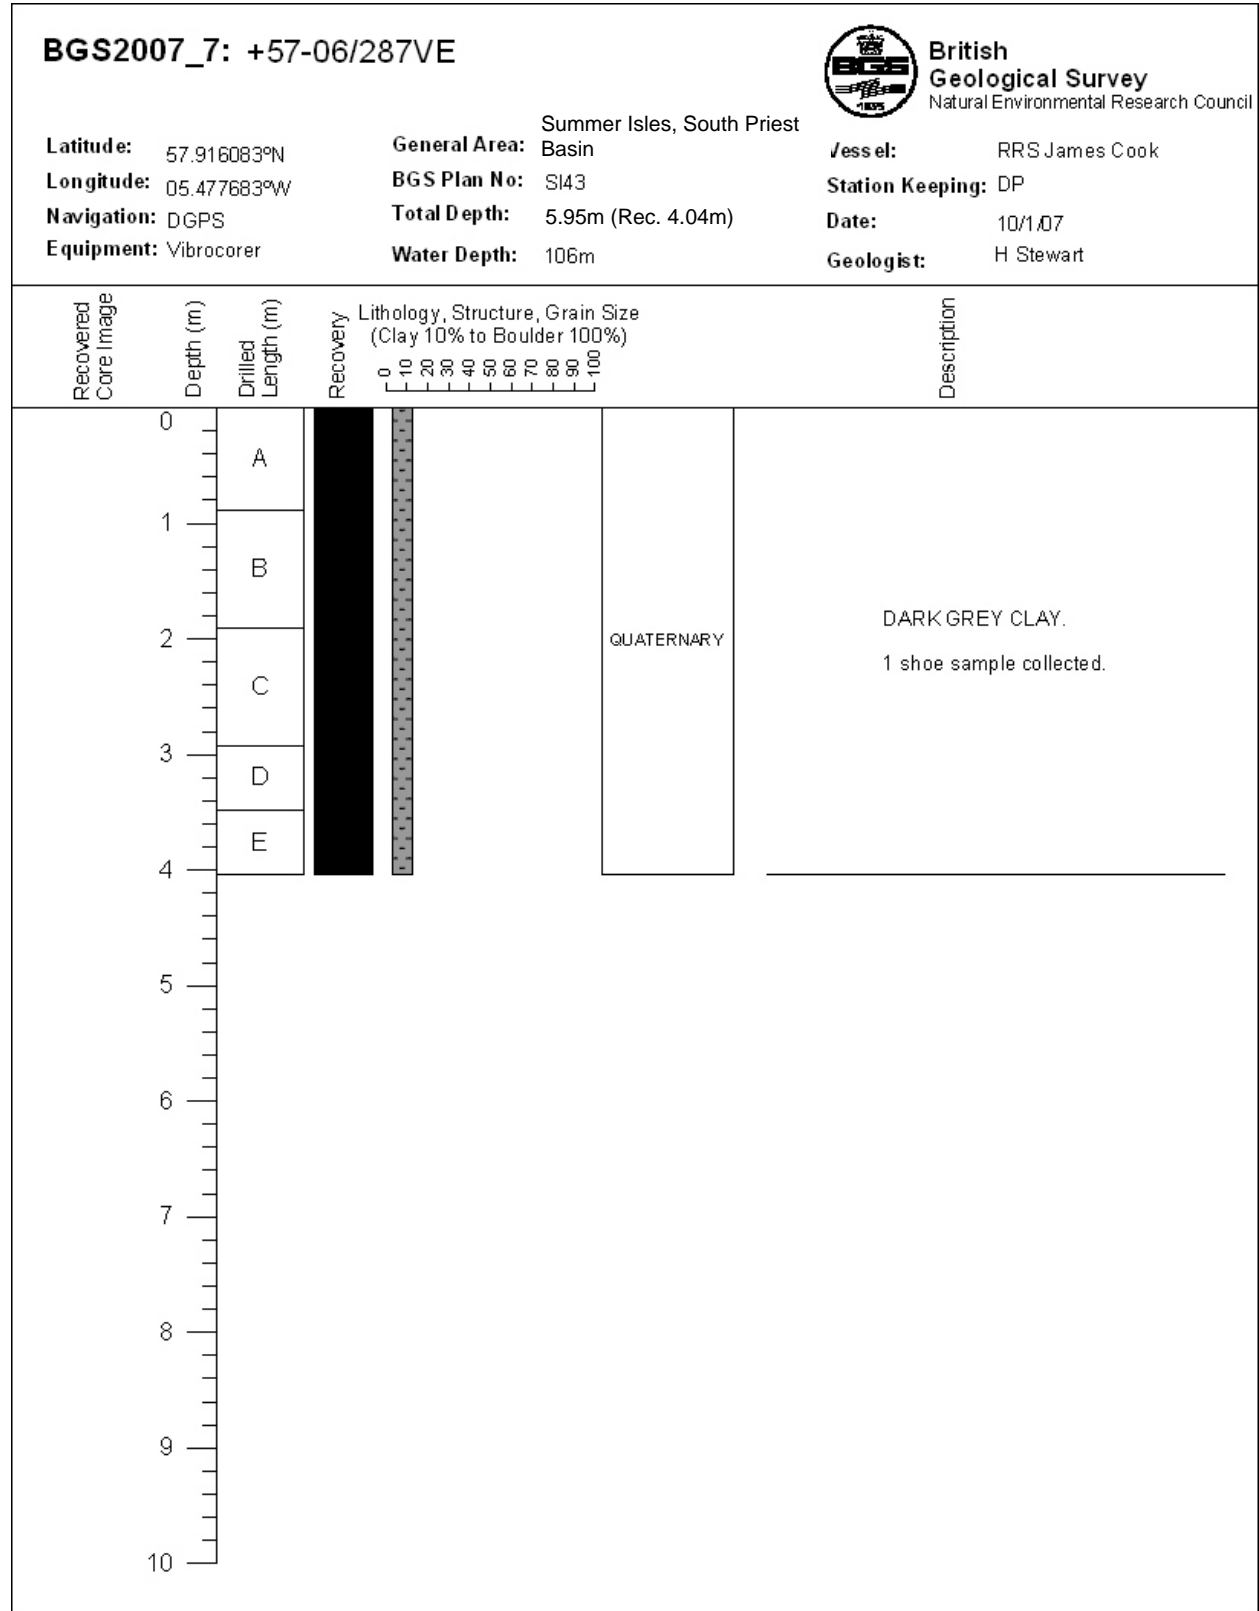 BGS2007_7: +57-06/287VE
BGS
1835
British
Geological Survey
Natural Environmental Research Council
Latitude: 57.916083ºN
Longitude: 05.477683ºW
Navigation: DGPS
Equipment: Vibrocorer
General Area: Summer Isles, South Priest
Basin
BGS Plan No: SI43
Total Depth: 5.95m (Rec. 4.04m)
Water Depth: 106m
Vessel: RRS James Cook
Station Keeping: DP
Date: 10/1/07
Geologist: H Stewart
Recovered
Core Image
Depth (m)
Drilled
Length (m)
Recovery
Lithology, Structure, Grain Size
(Clay 10% to Boulder 100%)
0 10 20 30 40 50 60 70 80 90 100
Description
0
A
1
B
2
QUATERNARY
DARK GREY CLAY.
1 shoe sample collected.
C
3
D
E
4
5
6
7
8
9
10